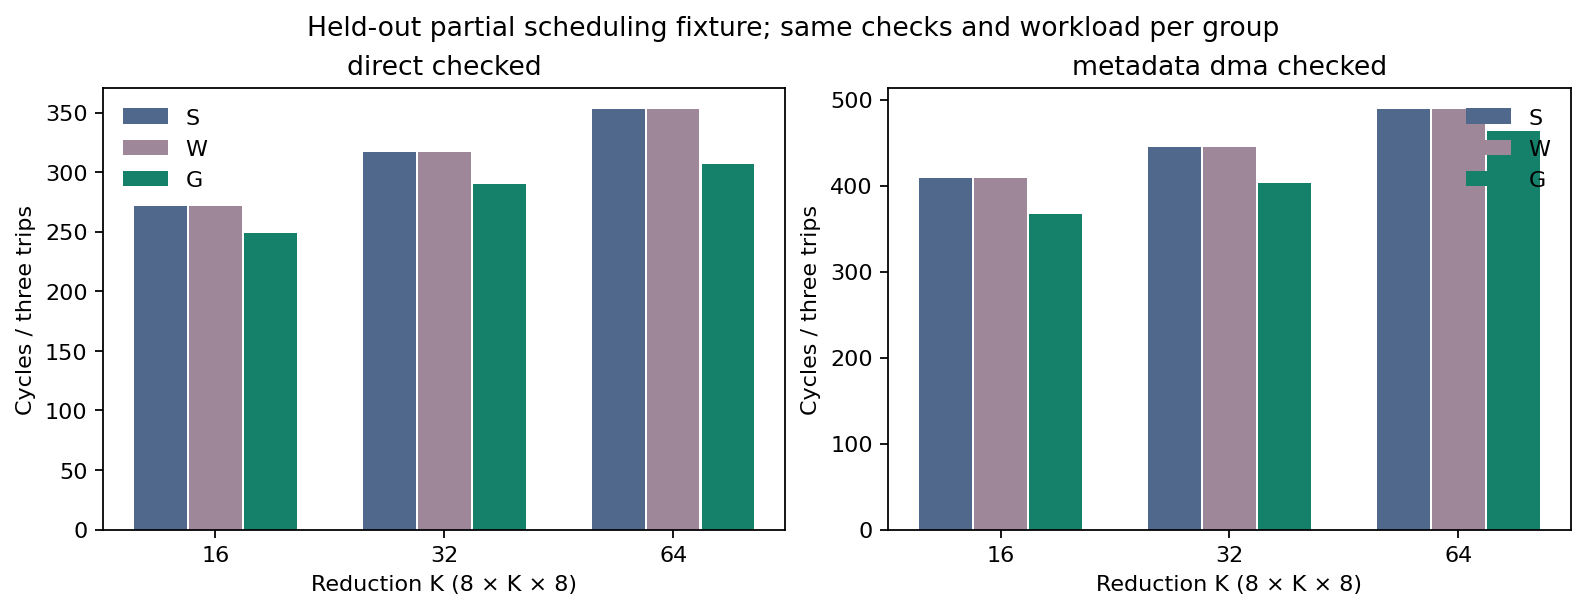 Held-out partial scheduling fixture; same checks and workload per group
direct checked
Cycles / three trips
350
300
250
200
150
100
50
0
S
W
G
16
32
64
Reduction K (8 × K × 8)
metadata dma checked
Cycles / three trips
500
400
300
200
100
0
S
W
G
16
32
64
Reduction K (8 × K × 8)